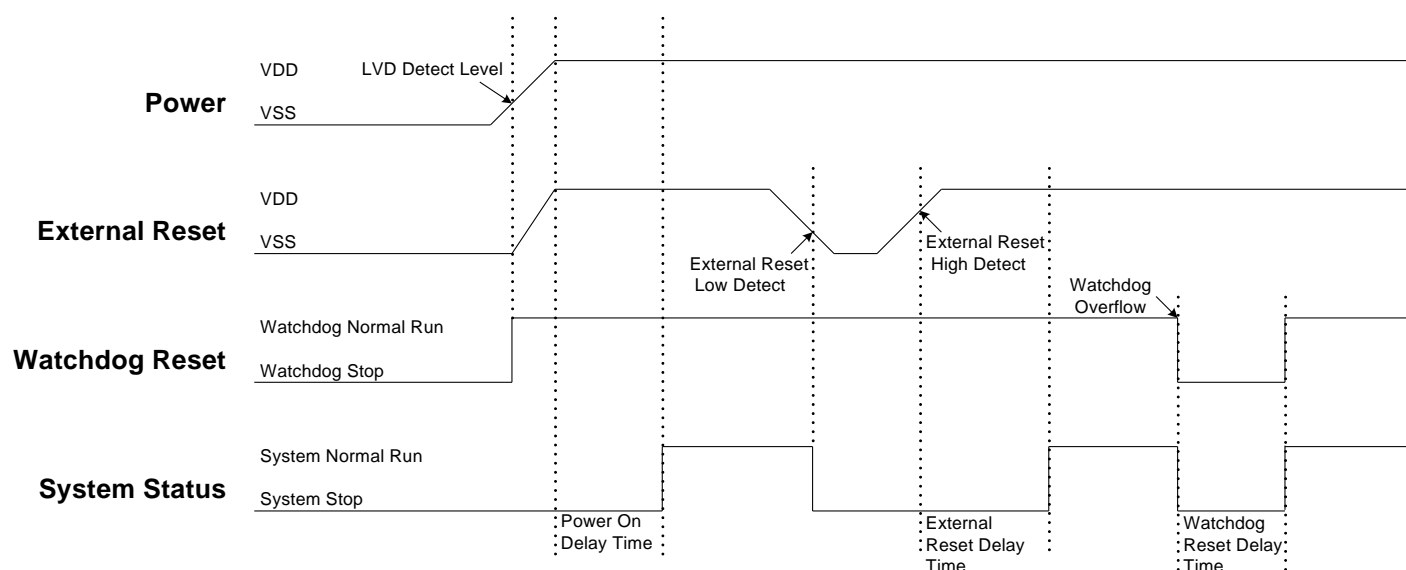 VDD
LVD Detect Level
Power
VSS
VDD
External Reset
VSS
External Reset
Low Detect
External Reset
High Detect
Watchdog
Overflow
Watchdog Normal Run
Watchdog Reset
Watchdog Stop
System Normal Run
System Status
System Stop
Power On
Delay Time
External
Reset Delay
Time
Watchdog
Reset Delay
Time